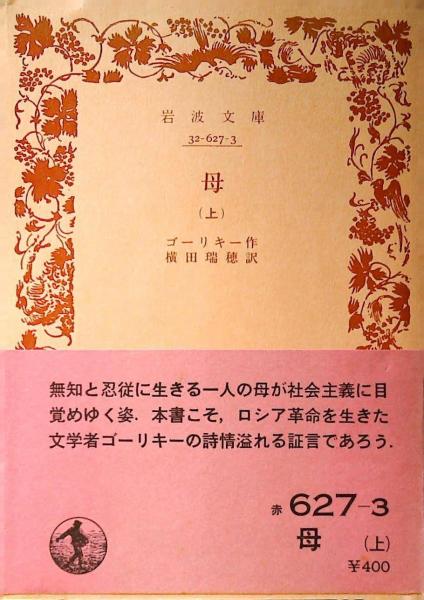 岩波文庫
32-627-3
母
(上)
ゴーリキー作
横田瑞穂訳
無知と忍従に生きる一人の母が社会主義に目
覚めゆく姿．本書こそ，ロシア革命を生きた
文学者ゴーリキーの詩情溢れる証言であろう．
赤 627-3
母 (上)
￥400